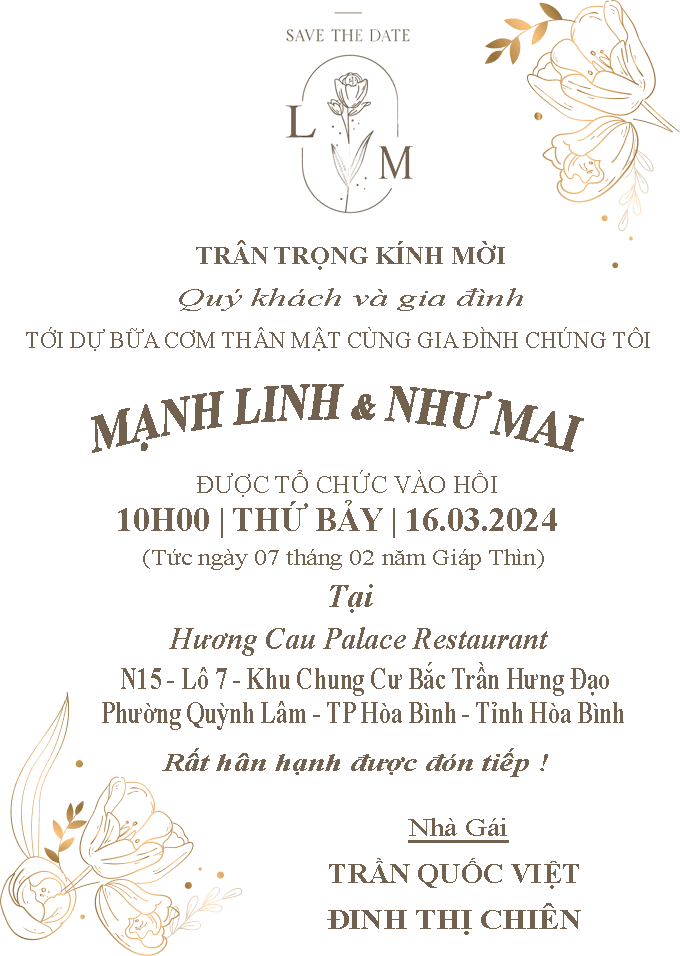 SAVE THE DATE
L
M
TRÂN TRỌNG KÍNH MỜI
Quý khách và gia đình
TỚI DỰ BỮA CƠM THÂN MẬT CÙNG GIA ĐÌNH CHÚNG TÔI
MẠNH LINH & NHƯ MAI
ĐƯỢC TỔ CHỨC VÀO HỒI
10H00 | THỨ BẢY | 16.03.2024
(Tức ngày 07 tháng 02 năm Giáp Thìn)
Tại
Hương Cau Palace Restaurant
N15 - Lô 7 - Khu Chung Cư Bắc Trần Hưng Đạo
Phường Quỳnh Lâm - TP Hòa Bình - Tỉnh Hòa Bình
Rất hân hạnh được đón tiếp !
Nhà Gái
TRẦN QUỐC VIỆT
ĐINH THỊ CHIÊN